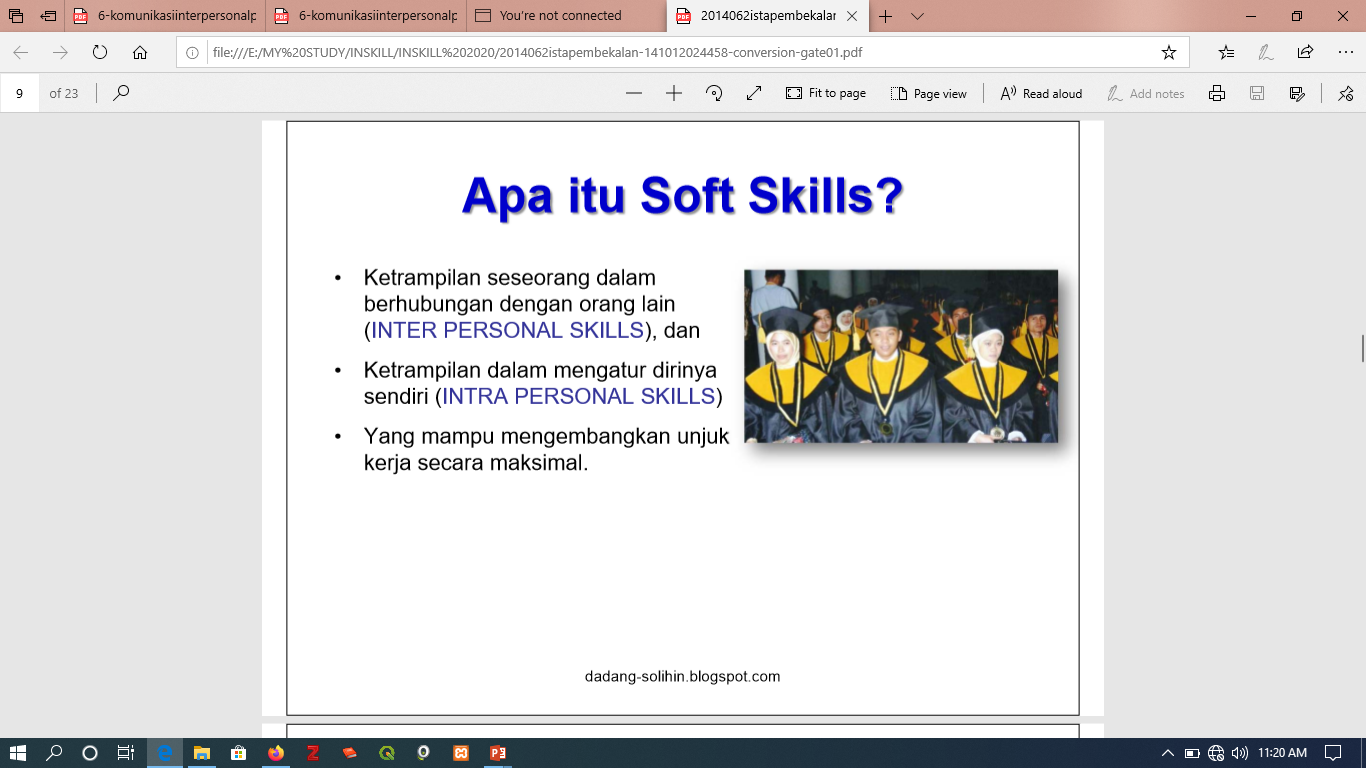 6-komunikasiinterpersonalp
6-komunikasiinterpersonalp
You're not connected
2014062istapembekalan
file:///E:/MY%20STUDY/INSKILL/INSKILL%202020/2014062istapembekalan-141012024458-conversion-gate01.pdf
9 of 23
Fit to page
Page view
Read aloud
Add notes
Apa itu Soft Skills?
• Ketrampilan seseorang dalam
berhubungan dengan orang lain
(INTER PERSONAL SKILLS), dan
• Ketrampilan dalam mengatur dirinya
sendiri (INTRA PERSONAL SKILLS)
• Yang mampu mengembangkan unjuk
kerja secara maksimal.
dadang-solihin.blogspot.com
11:20 AM